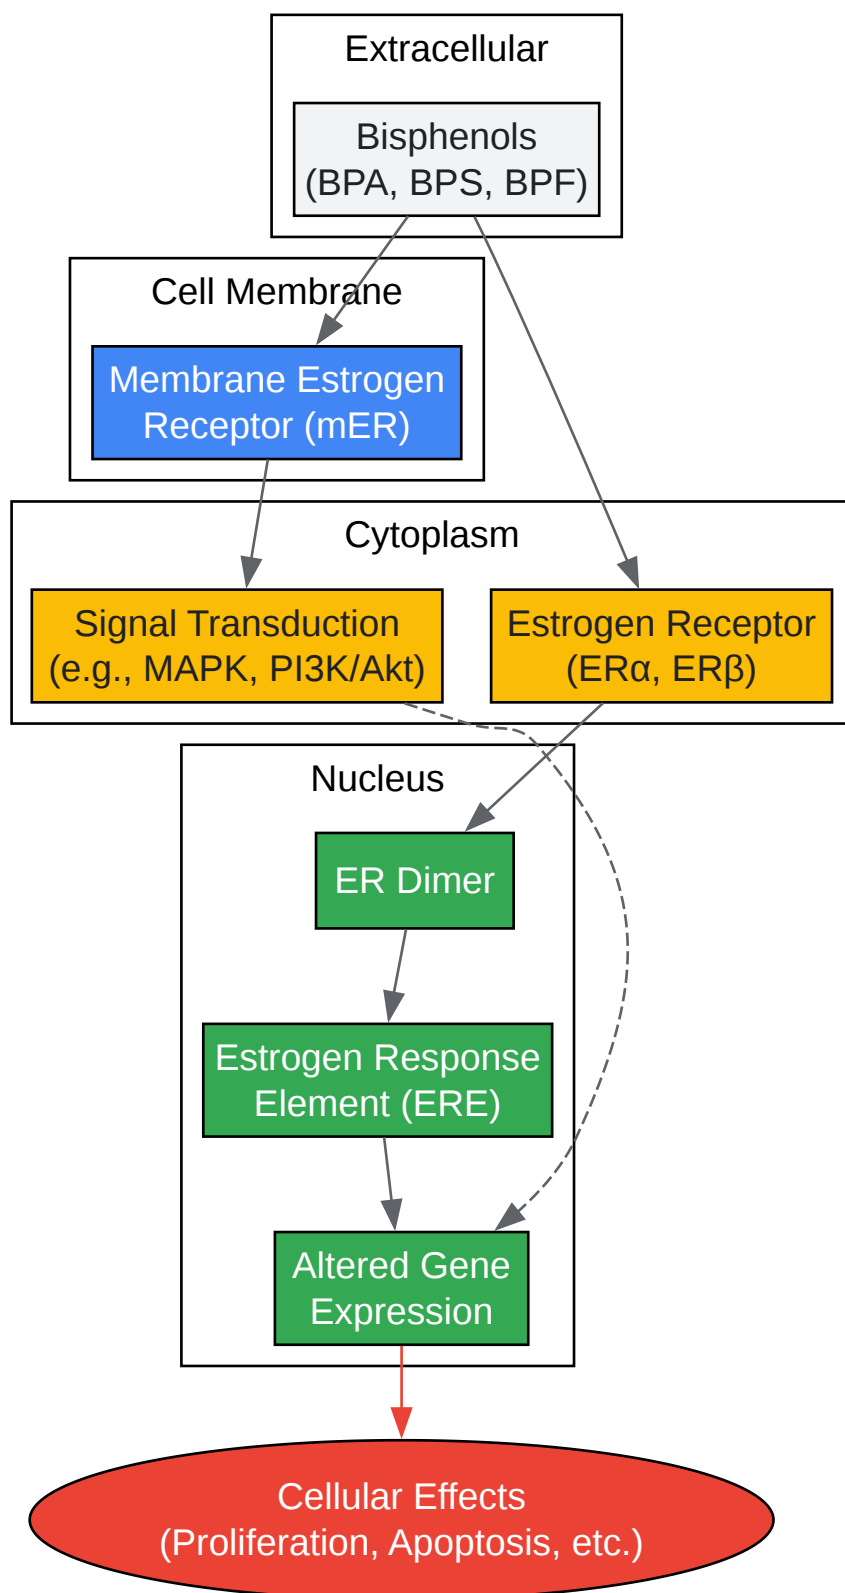 Extracellular
Bisphenols
(BPA, BPS, BPF)
Cell Membrane
Membrane Estrogen
Receptor (mER)
Cytoplasm
Signal Transduction
(e.g., MAPK, PI3K/Akt)
Estrogen Receptor
(ERα, ERβ)
Nucleus
ER Dimer
Estrogen Response
Element (ERE)
Altered Gene
Expression
Cellular Effects
(Proliferation, Apoptosis, etc.)